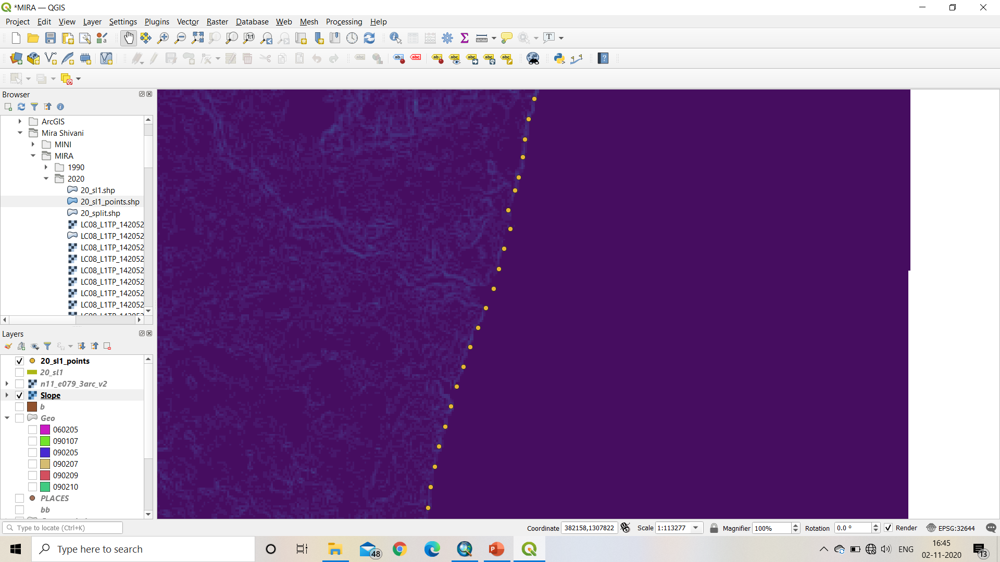 *MIRA — QGIS
Project Edit View Layer Settings Plugins Vector Raster Database Web Mesh Processing Help
Browser
ArcGIS
Mira Shivani
MINI
MIRA
1990
2020
20_sl1.shp
20_sl1_points.shp
20_split.shp
LC08_L1TP_142052
LC08_L1TP_142052
LC08_L1TP_142052
LC08_L1TP_142052
LC08_L1TP_142052
LC08_L1TP_142052
LC08_L1TP_142052
LC08_L1TP_142052
Layers
20_sl1_points
20_sl1
n11_e079_3arc_v2
Slope
b
Geo
060205
090107
090205
090207
090209
090210
PLACES
bb
Type to locate (Ctrl+K)
Coordinate 382158,1307822 Scale 1:113277 Magnifier 100% Rotation 0.0 ° Render EPSG:32644
Type here to search
48
ENG
16:45
02-11-2020
13